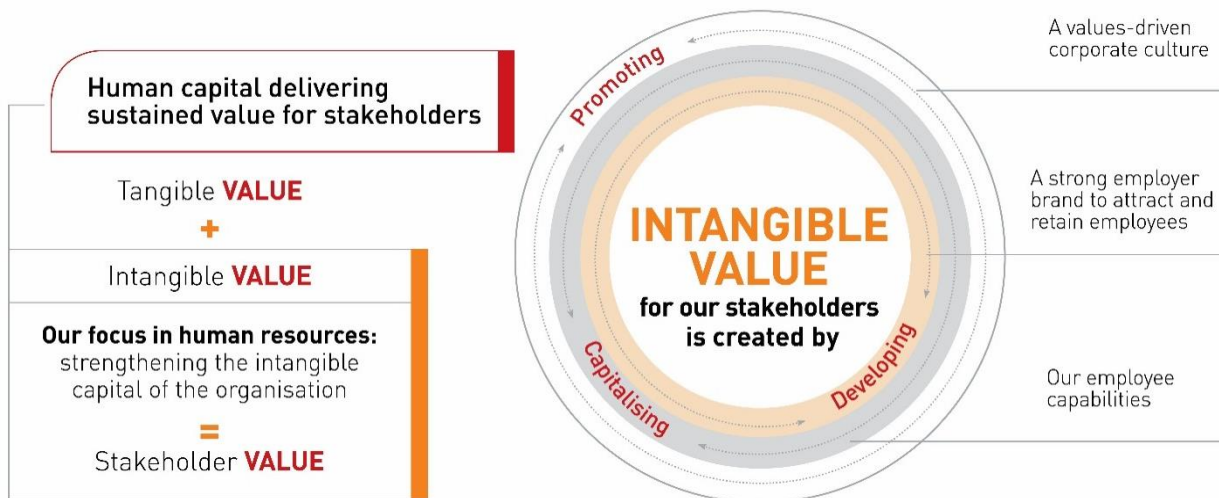 Human capital delivering
sustained value for stakeholders
Tangible VALUE
+
Intangible VALUE
Our focus in human resources:
strengthening the intangible
capital of the organisation
=
Stakeholder VALUE
Promoting
Capitalising
Developing
INTANGIBLE
VALUE
for our stakeholders
is created by
A values-driven
corporate culture
A strong employer
brand to attract and
retain employees
Our employee
capabilities